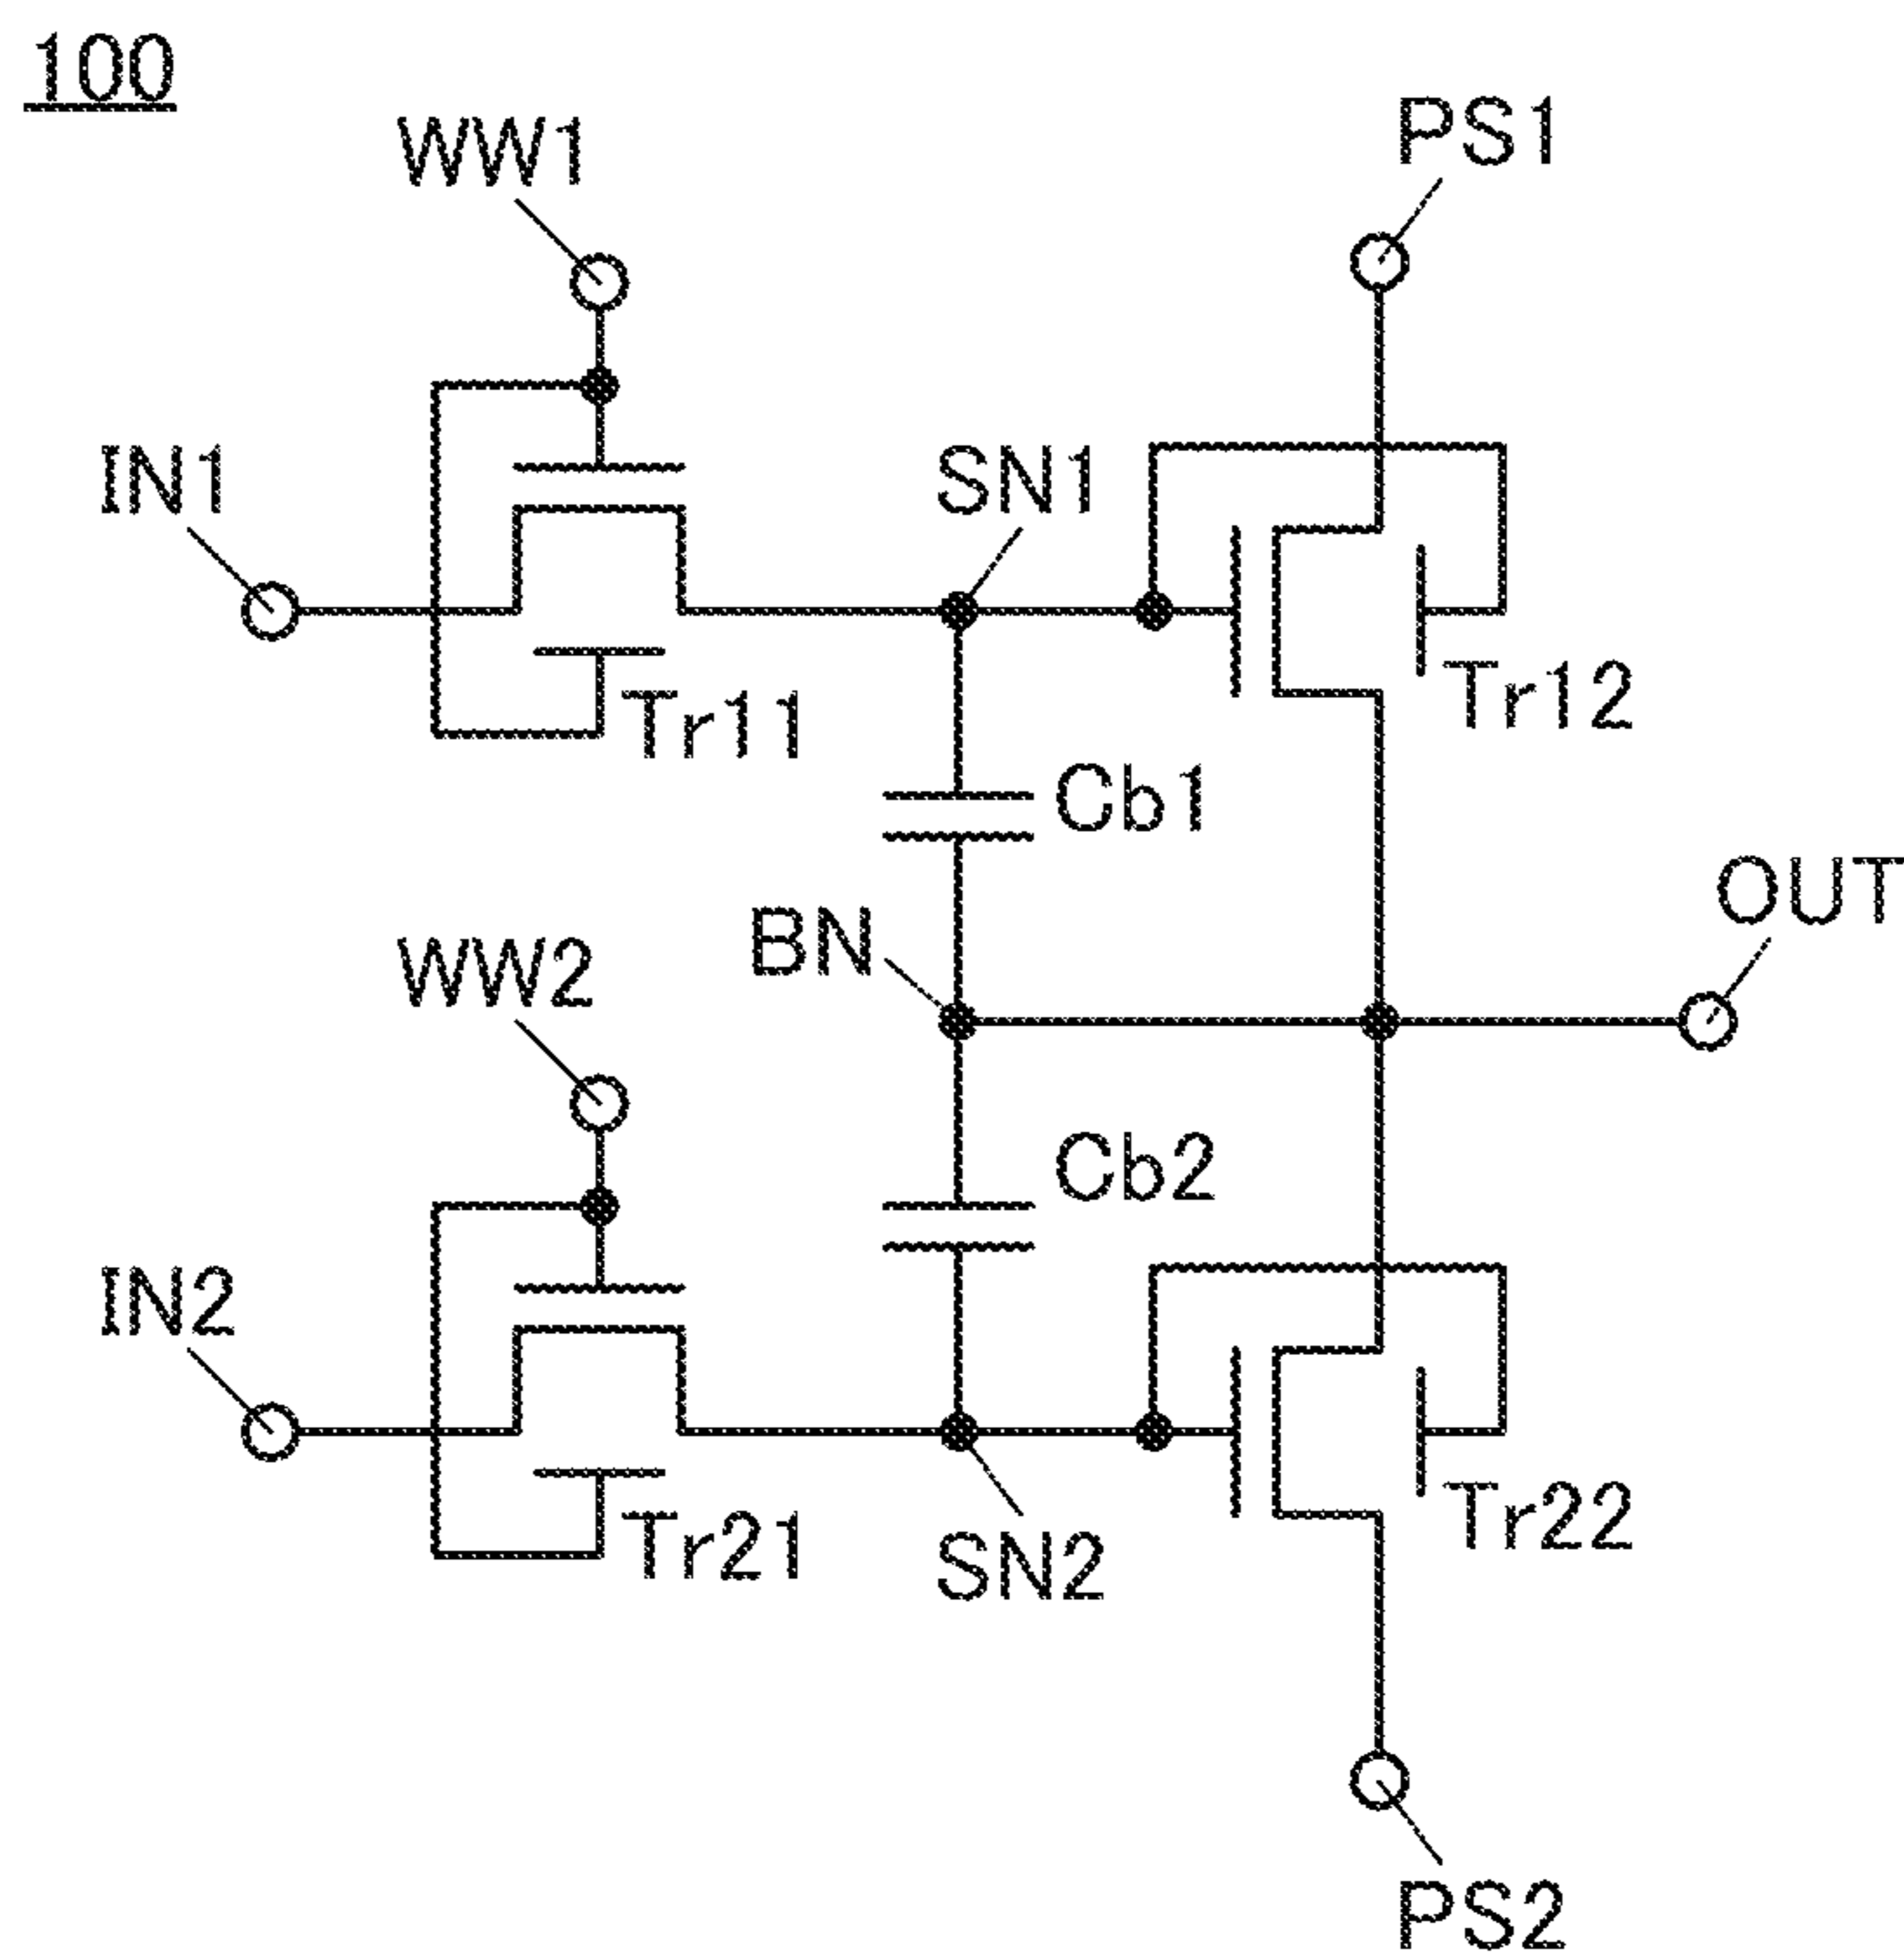 100
WW1
PS1
IN1
SN1
Tr11
Tr12
Cb1
OUT
BN
WW2
Cb2
IN2
Tr21
Tr22
SN2
PS2